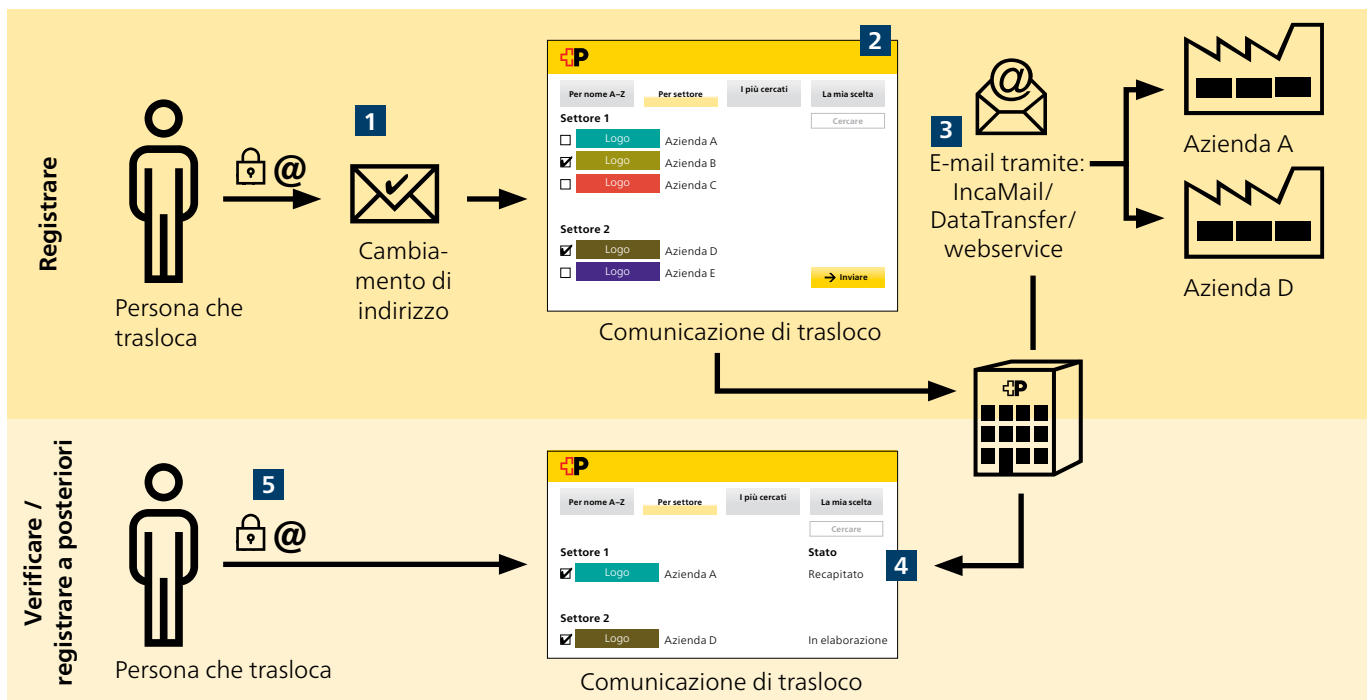 Registrare
Persona che
trasloca
@
1
Cambia-
mento di
indirizzo
2
P
Per nome A–Z
Per settore
I più cercati
La mia scelta
Cercare
Settore 1
Logo Azienda A
Logo Azienda B
Logo Azienda C
Settore 2
Logo Azienda D
Logo Azienda E
→ Inviare
Comunicazione di trasloco
@
3
E-mail tramite:
IncaMail/
DataTransfer/
webservice
Azienda A
Azienda D
P
Verificare /
registrare a posteriori
Persona che trasloca
5
@
P
Per nome A–Z
Per settore
I più cercati
La mia scelta
Cercare
Settore 1 Stato
Logo Azienda A Recapitato
4
Settore 2
Logo Azienda D In elaborazione
Comunicazione di trasloco